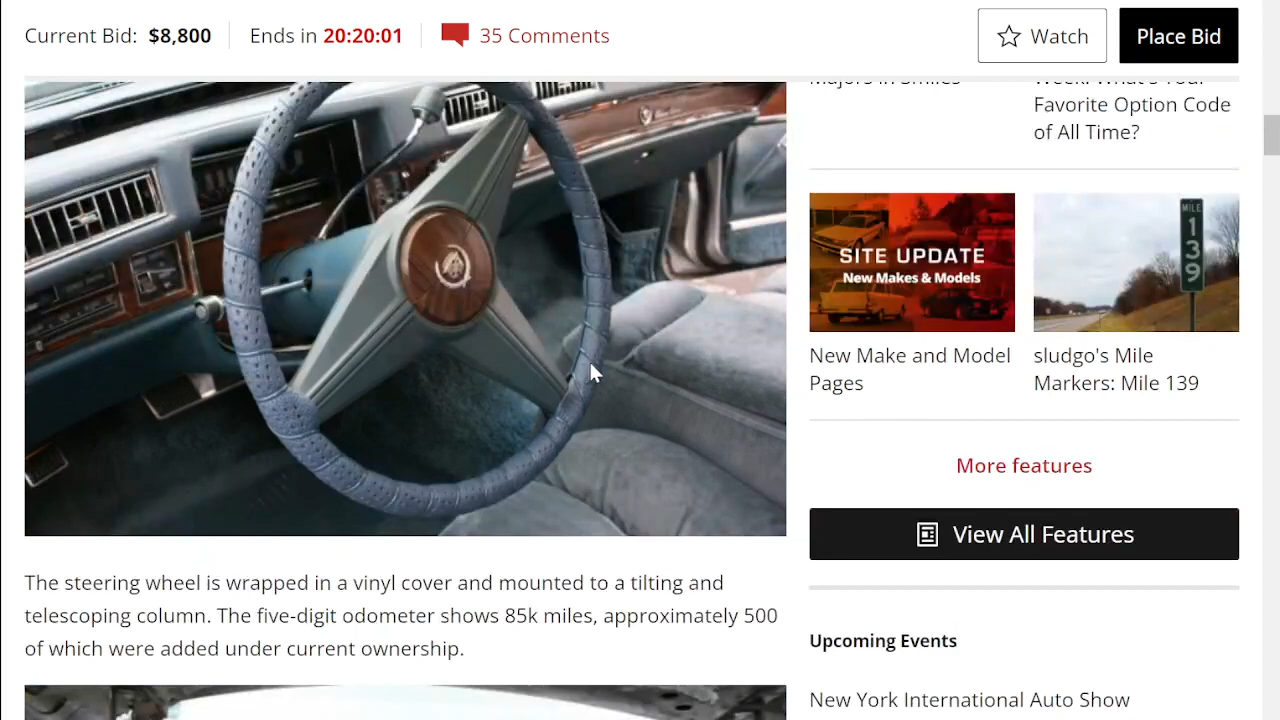 Current Bid: $8,800
Ends in 20:20:01
35 Comments
Watch
Place Bid
Week: What's Your
Favorite Option Code
of All Time?
SITE UPDATE
New Makes & Models
MILE
1
3
9
New Make and Model
Pages
sludgo's Mile
Markers: Mile 139
More features
View All Features
The steering wheel is wrapped in a vinyl cover and mounted to a tilting and
telescoping column. The five-digit odometer shows 85k miles, approximately 500
of which were added under current ownership.
Upcoming Events
New York International Auto Show